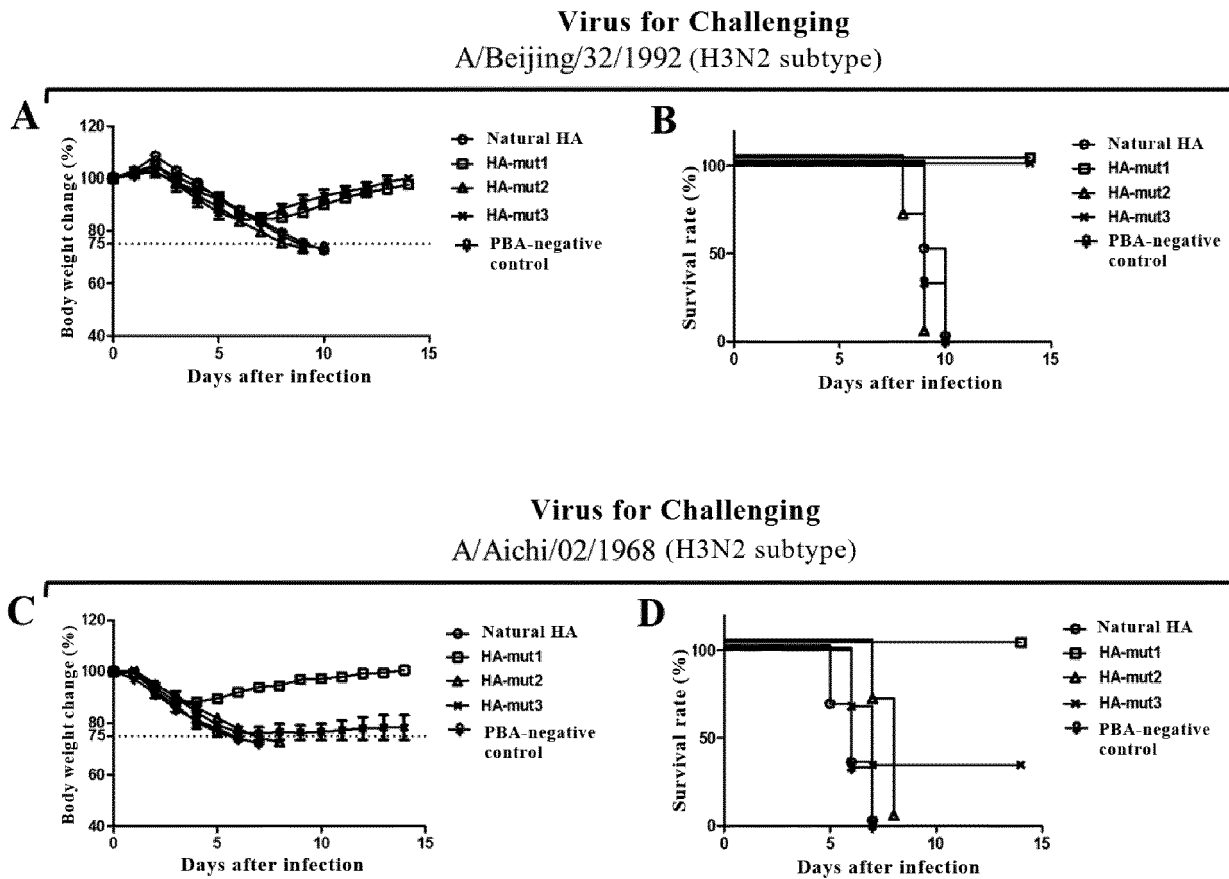 Virus for Challenging
A/Beijing/32/1992 (H3N2 subtype)
A
Body weight change (%)
120
100
80
75
60
40
0
5
10
15
Days after infection
Natural HA
HA-mut1
HA-mut2
HA-mut3
PBA-negative
control
B
Survival rate (%)
100
50
0
0
5
10
15
Days after infection
Natural HA
HA-mut1
HA-mut2
HA-mut3
PBA-negative
control
Virus for Challenging
A/Aichi/02/1968 (H3N2 subtype)
C
Body weight change (%)
120
100
80
75
60
40
0
5
10
15
Days after infection
Natural HA
HA-mut1
HA-mut2
HA-mut3
PBA-negative
control
D
Survival rate (%)
100
50
0
0
5
10
15
Days after infection
Natural HA
HA-mut1
HA-mut2
HA-mut3
PBA-negative
control